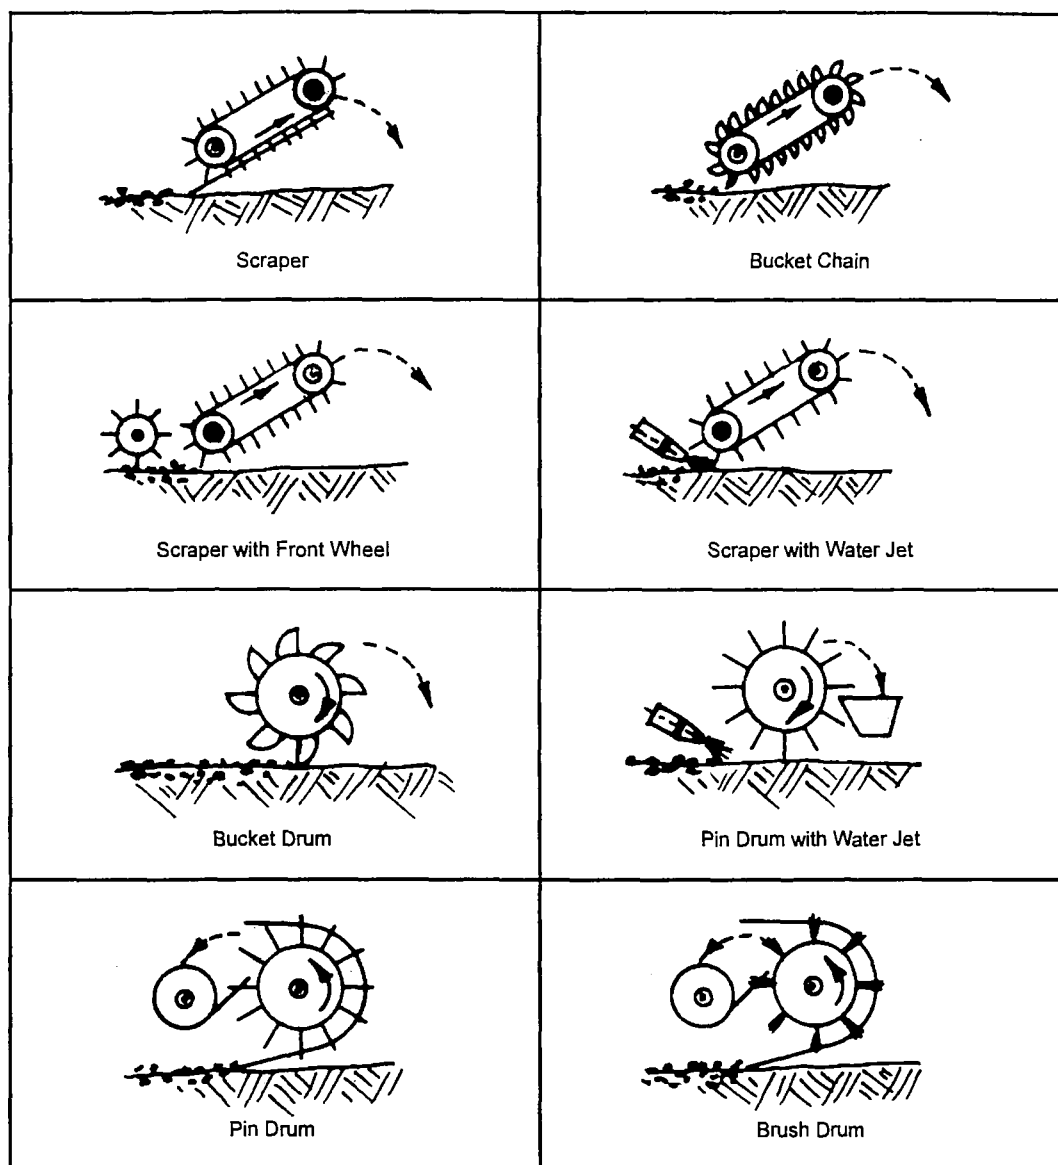 Scraper
Bucket Chain
Scraper with Front Wheel
Scraper with Water Jet
Bucket Drum
Pin Drum with Water Jet
Pin Drum
Brush Drum